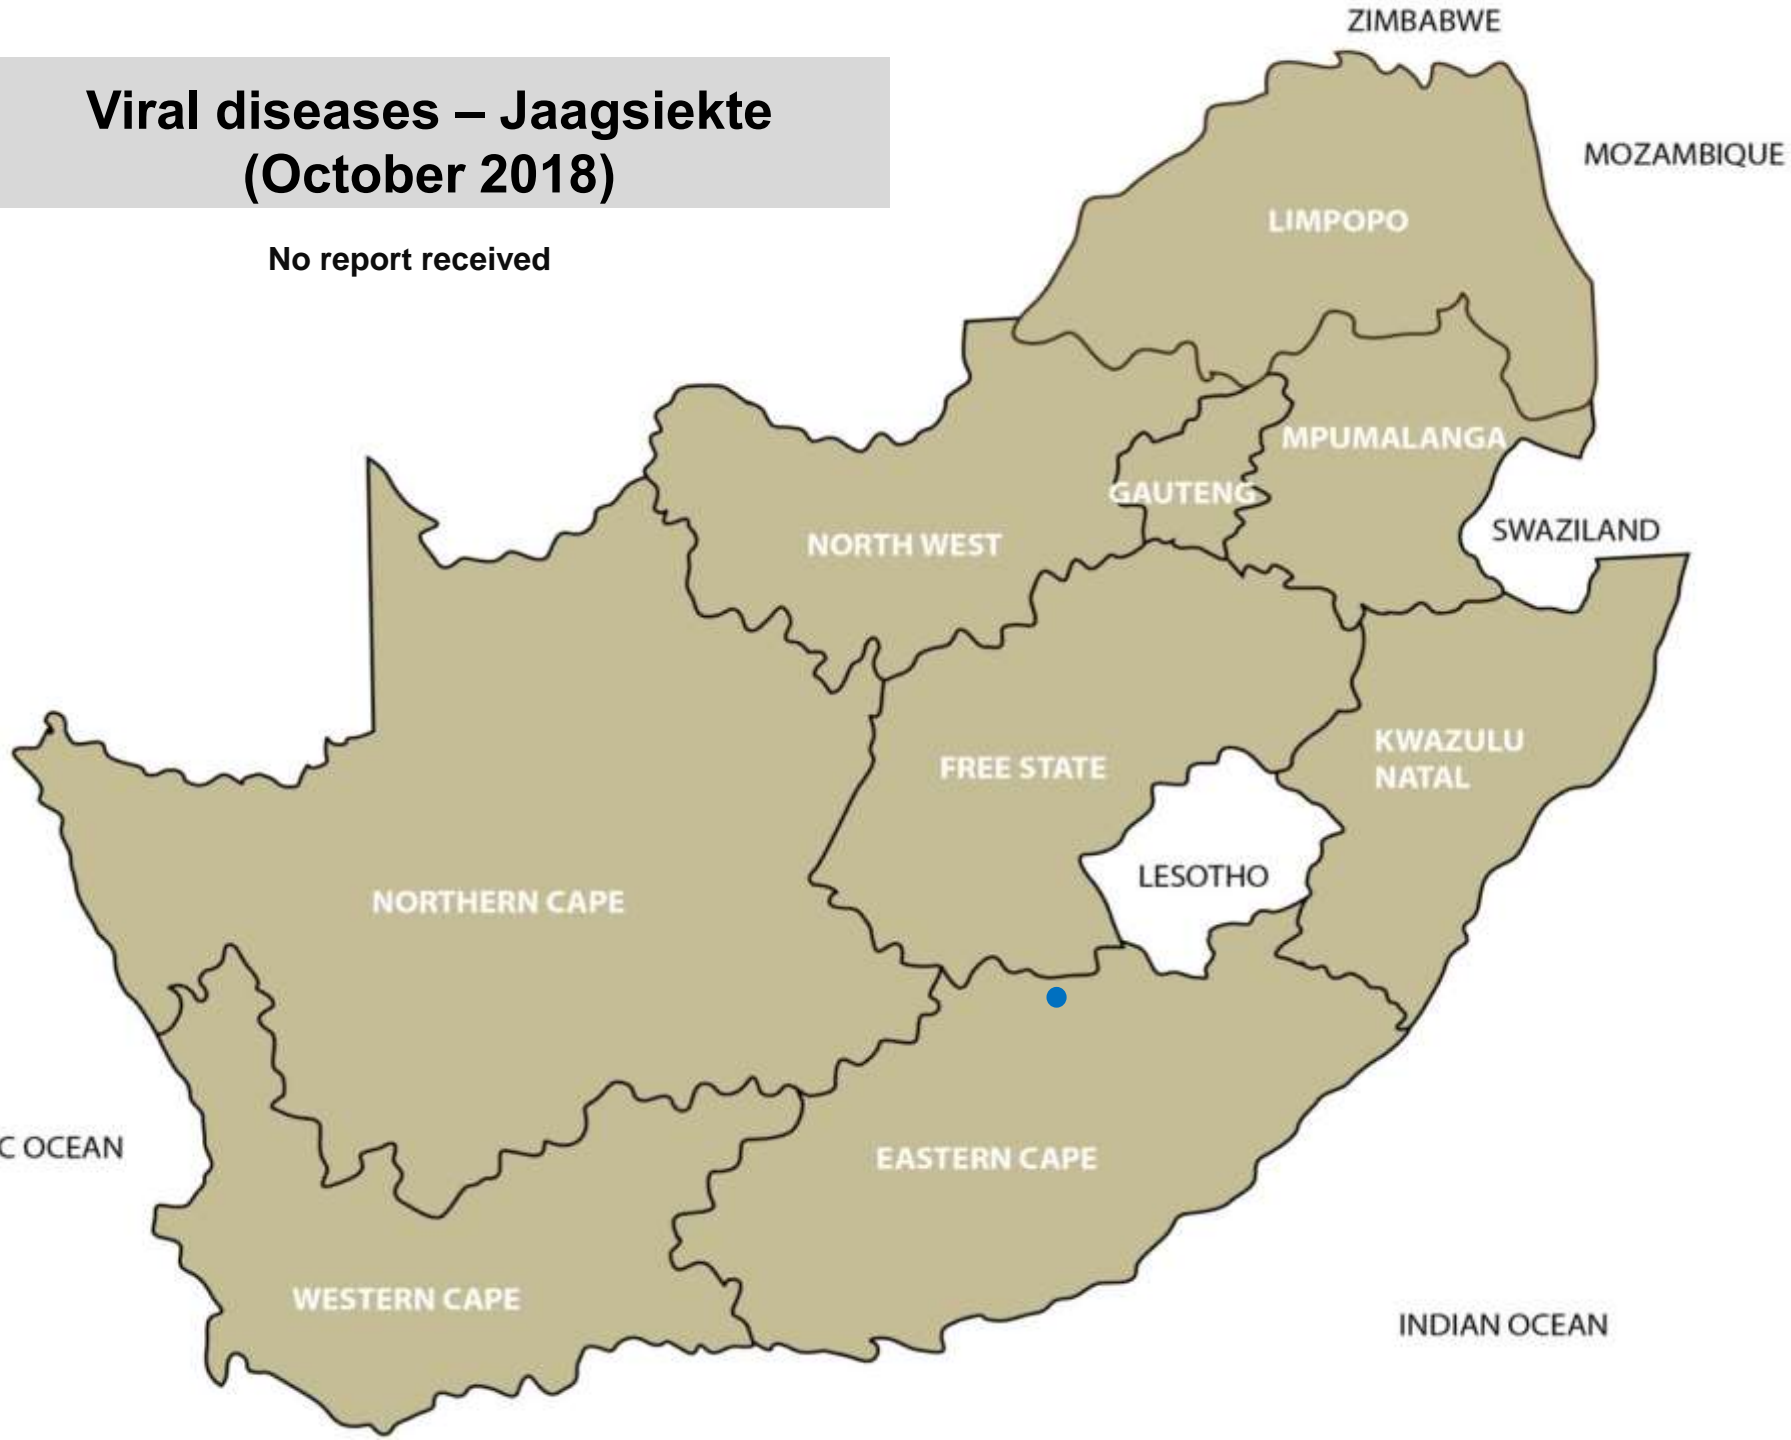 ZIMBABWE
Viral diseases – Jaagsiekte
(October 2018)
MOZAMBIQUE
LIMPOPO
No report received
MPUMALANGA
GAUTENG
SWAZILAND
NORTH WEST
KWAZULU
NATAL
FREE STATE
LESOTHO
NORTHERN CAPE
C OCEAN
EASTERN CAPE
WESTERN CAPE
INDIAN OCEAN